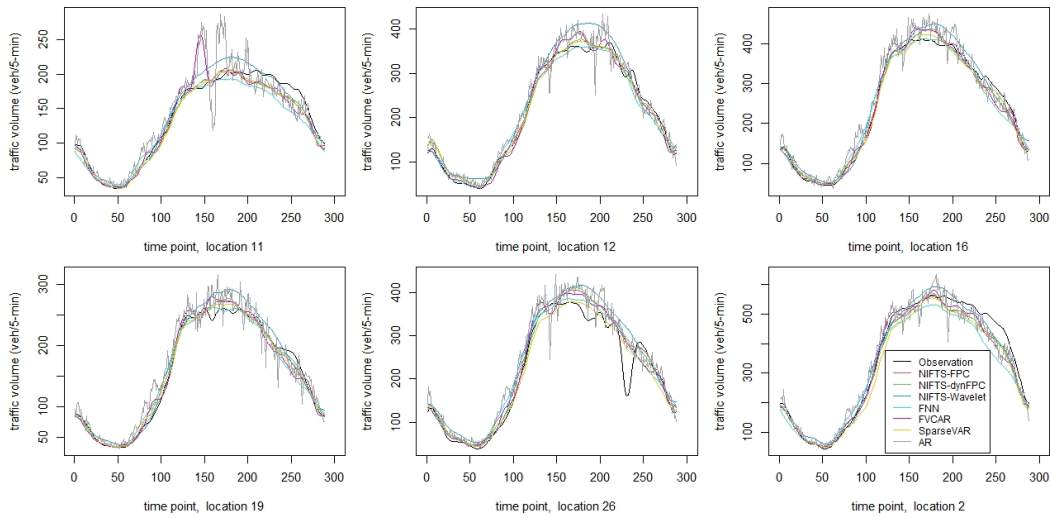 traffic volume (veh/5-min)
250
200
150
100
50
0 50 100 150 200 250 300
time point, location 11
traffic volume (veh/5-min)
400
300
200
100
0 50 100 150 200 250 300
time point, location 12
traffic volume (veh/5-min)
400
300
200
100
0 50 100 150 200 250 300
time point, location 16
traffic volume (veh/5-min)
300
200
100
50
0 50 100 150 200 250 300
time point, location 19
traffic volume (veh/5-min)
400
300
200
100
0 50 100 150 200 250 300
time point, location 26
traffic volume (veh/5-min)
500
300
100
0 50 100 150 200 250 300
time point, location 2
Observation
NIFTS-FPC
NIFTS-dynFPC
NIFTS-Wavelet
FNN
FVCAR
SparseVAR
AR